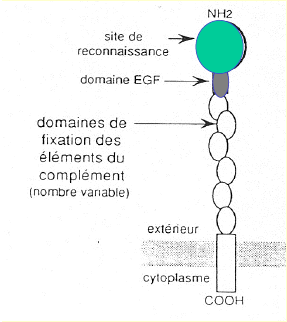 NH2
site de
reconnaissance
domaine EGF
domaines de
fixation des
éléments du
complément
(nombre variable)
extérieur
cytoplasme
COOH